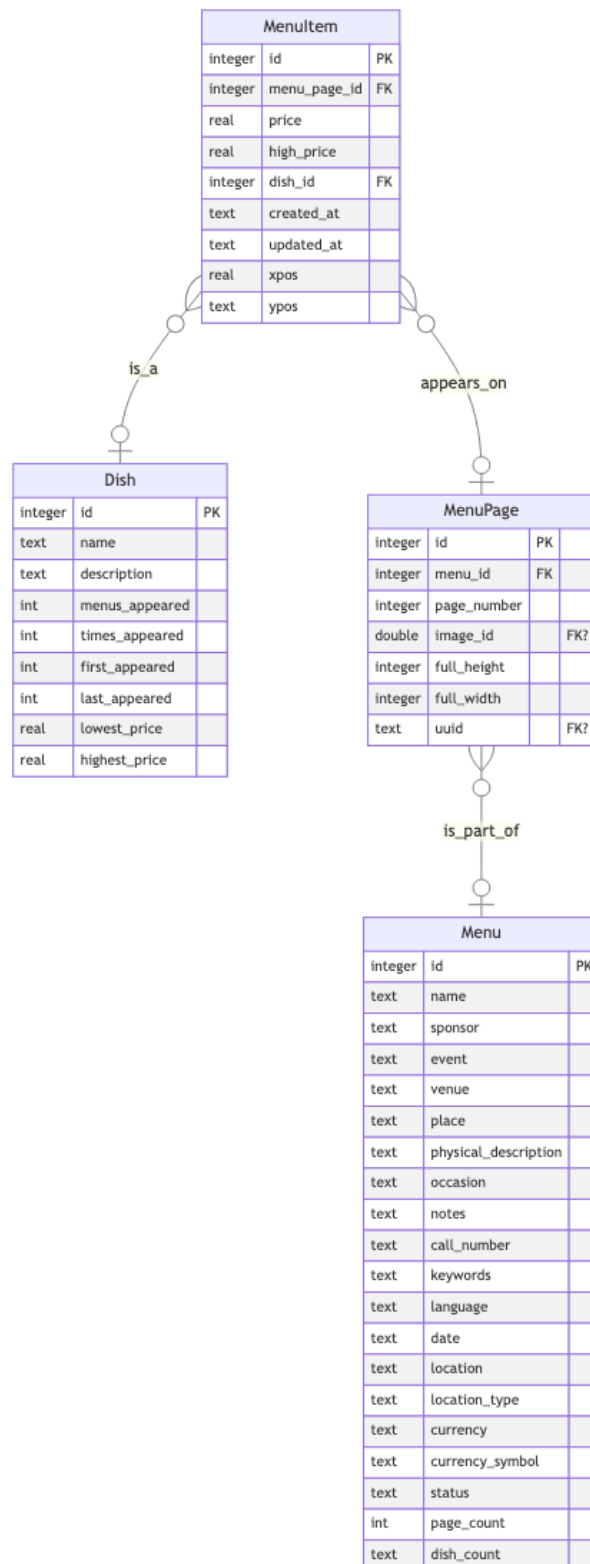 MenuItem
integer id PK
integer menu_page_id FK
real price
real high_price
integer dish_id FK
text created_at
text updated_at
real xpos
text ypos
is_a
appears_on
Dish
integer id PK
text name
text description
int menus_appeared
int times_appeared
int first_appeared
int last_appeared
real lowest_price
real highest_price
MenuPage
integer id PK
integer menu_id FK
integer page_number
double image_id FK?
integer full_height
integer full_width
text uuid FK?
is_part_of
Menu
integer id PK
text name
text sponsor
text event
text venue
text place
text physical_description
text occasion
text notes
text call_number
text keywords
text language
text date
text location
text location_type
text currency
text currency_symbol
text status
int page_count
text dish_count